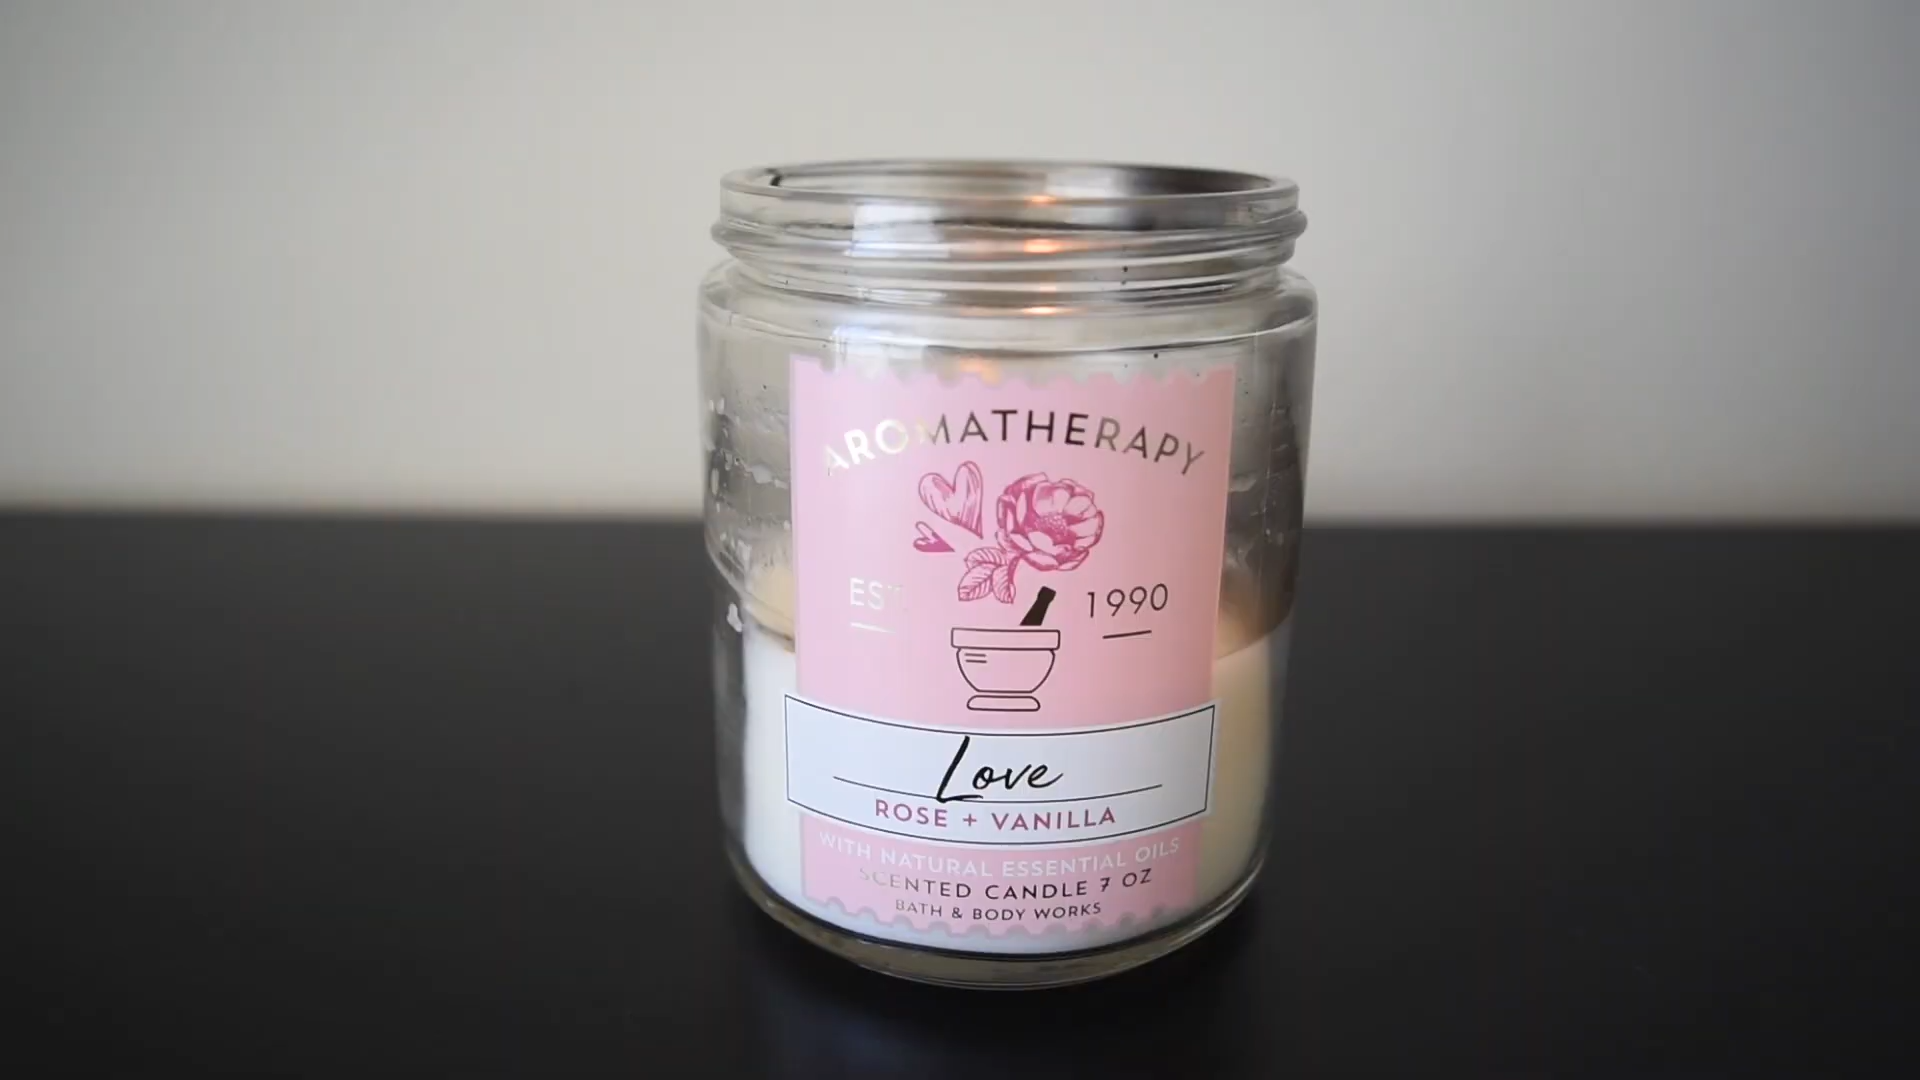 AROMATHERAPY
EST. 1990
Love
ROSE + VANILLA
WITH NATURAL ESSENTIAL OILS
SCENTED CANDLE 7 OZ
BATH & BODY WORKS